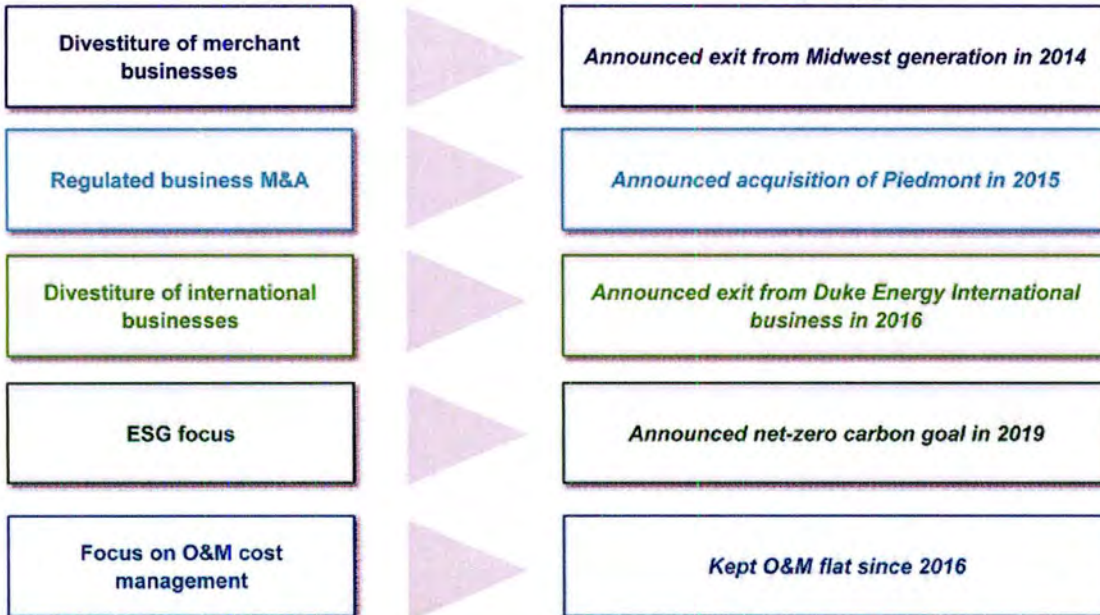 Divestiture of merchant
businesses
Announced exit from Midwest generation in 2014
Regulated business M&A
Announced acquisition of Piedmont in 2015
Divestiture of international
businesses
Announced exit from Duke Energy International
business in 2016
ESG focus
Announced net-zero carbon goal in 2019
Focus on O&M cost
management
Kept O&M flat since 2016